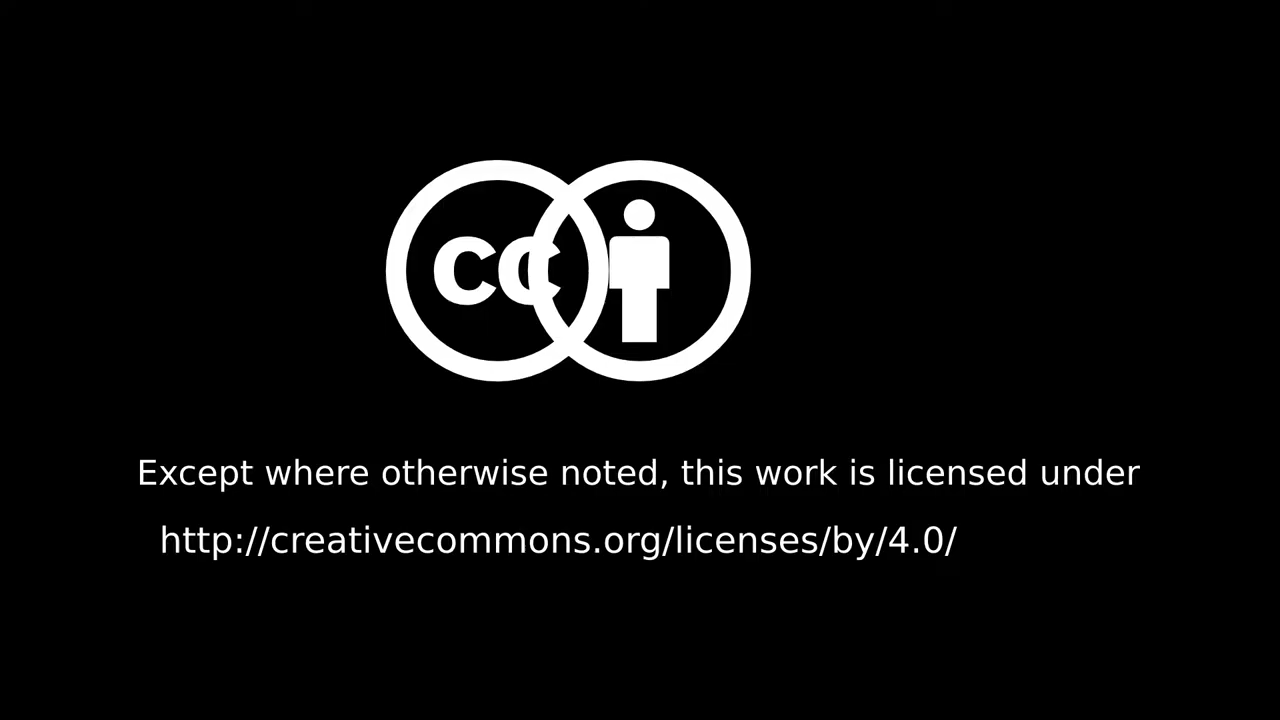 cc
Except where otherwise noted, this work is licensed under
http://creativecommons.org/licenses/by/4.0/